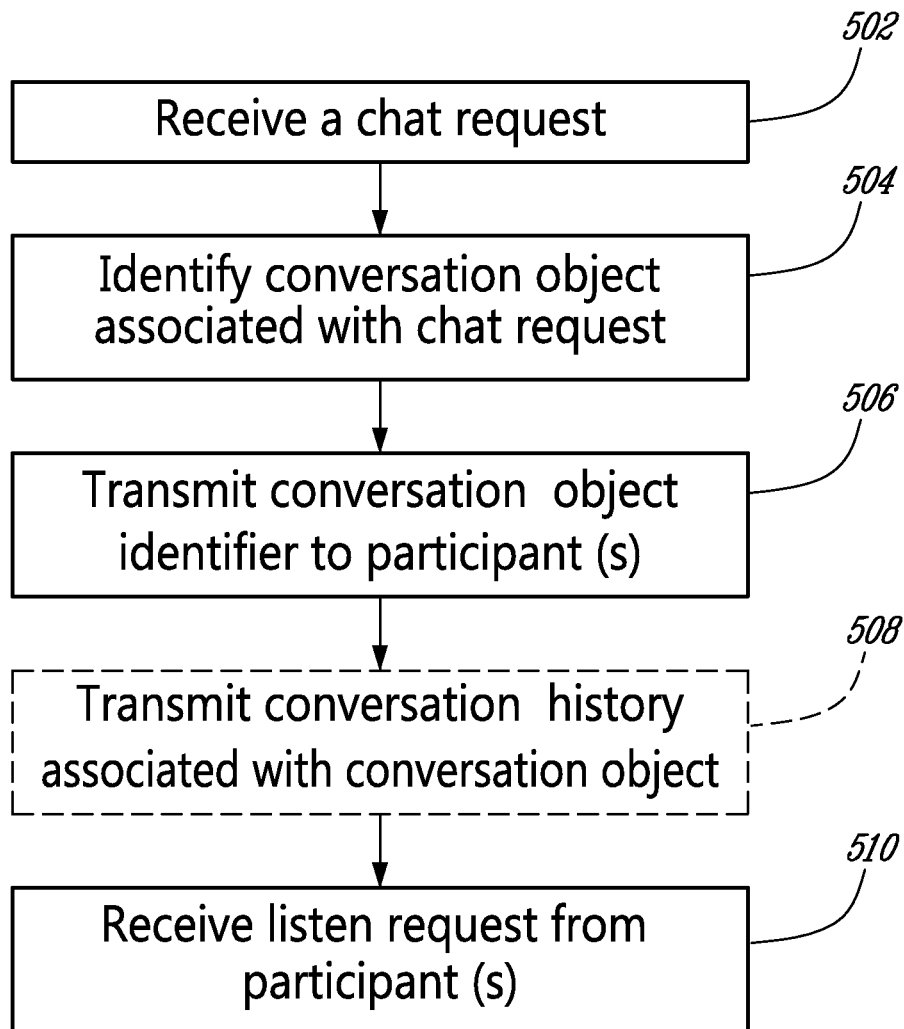 502
Receive a chat request
504
Identify conversation object
associated with chat request
506
Transmit conversation object
identifier to participant (s)
508
Transmit conversation history
associated with conversation object
510
Receive listen request from
participant (s)